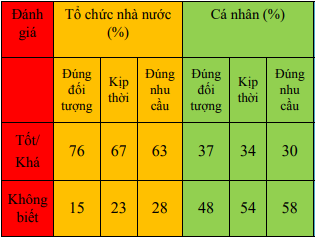 Đánh giá Tổ chức nhà nước (%) Cá nhân (%)
Đúng đối tượng Kịp thời Đúng nhu cầu Đúng đối tượng Kịp thời Đúng nhu cầu
Tốt/ Khá 76 67 63 37 34 30
Không biết 15 23 28 48 54 58